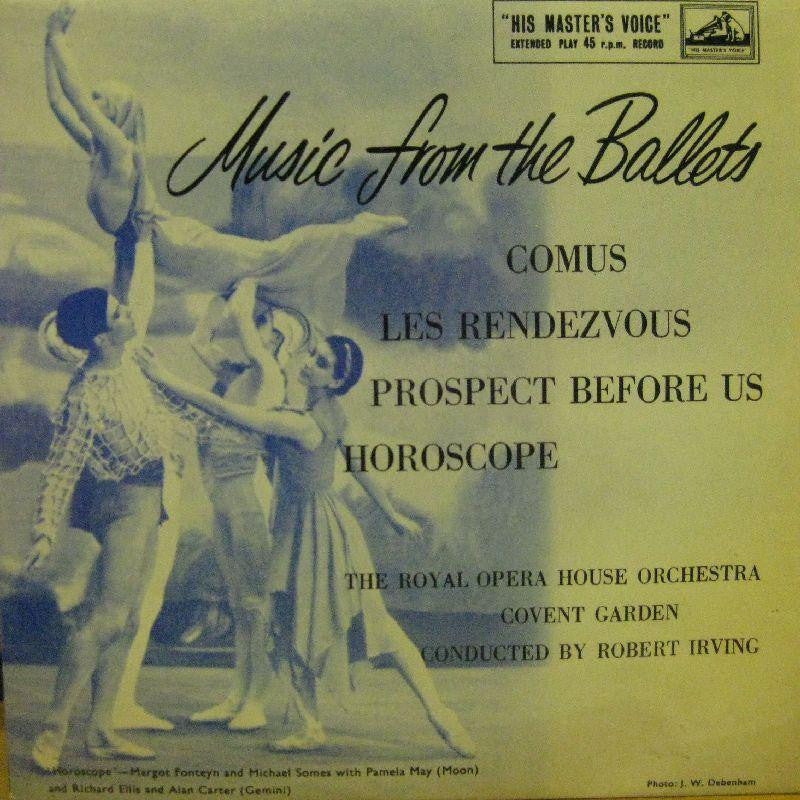 "HIS MASTER'S VOICE"
EXTENDED PLAY 45 r.p.m. RECORD
"HIS MASTER'S VOICE"
Music from the Ballets
COMUS
LES RENDEZVOUS
PROSPECT BEFORE US
HOROSCOPE
THE ROYAL OPERA HOUSE ORCHESTRA
COVENT GARDEN
CONDUCTED BY ROBERT IRVING
"Horoscope"—Margot Fonteyn and Michael Somes with Pamela May (Moon)
and Richard Ellis and Alan Carter (Gemini)
Photo: J. W. Debenham